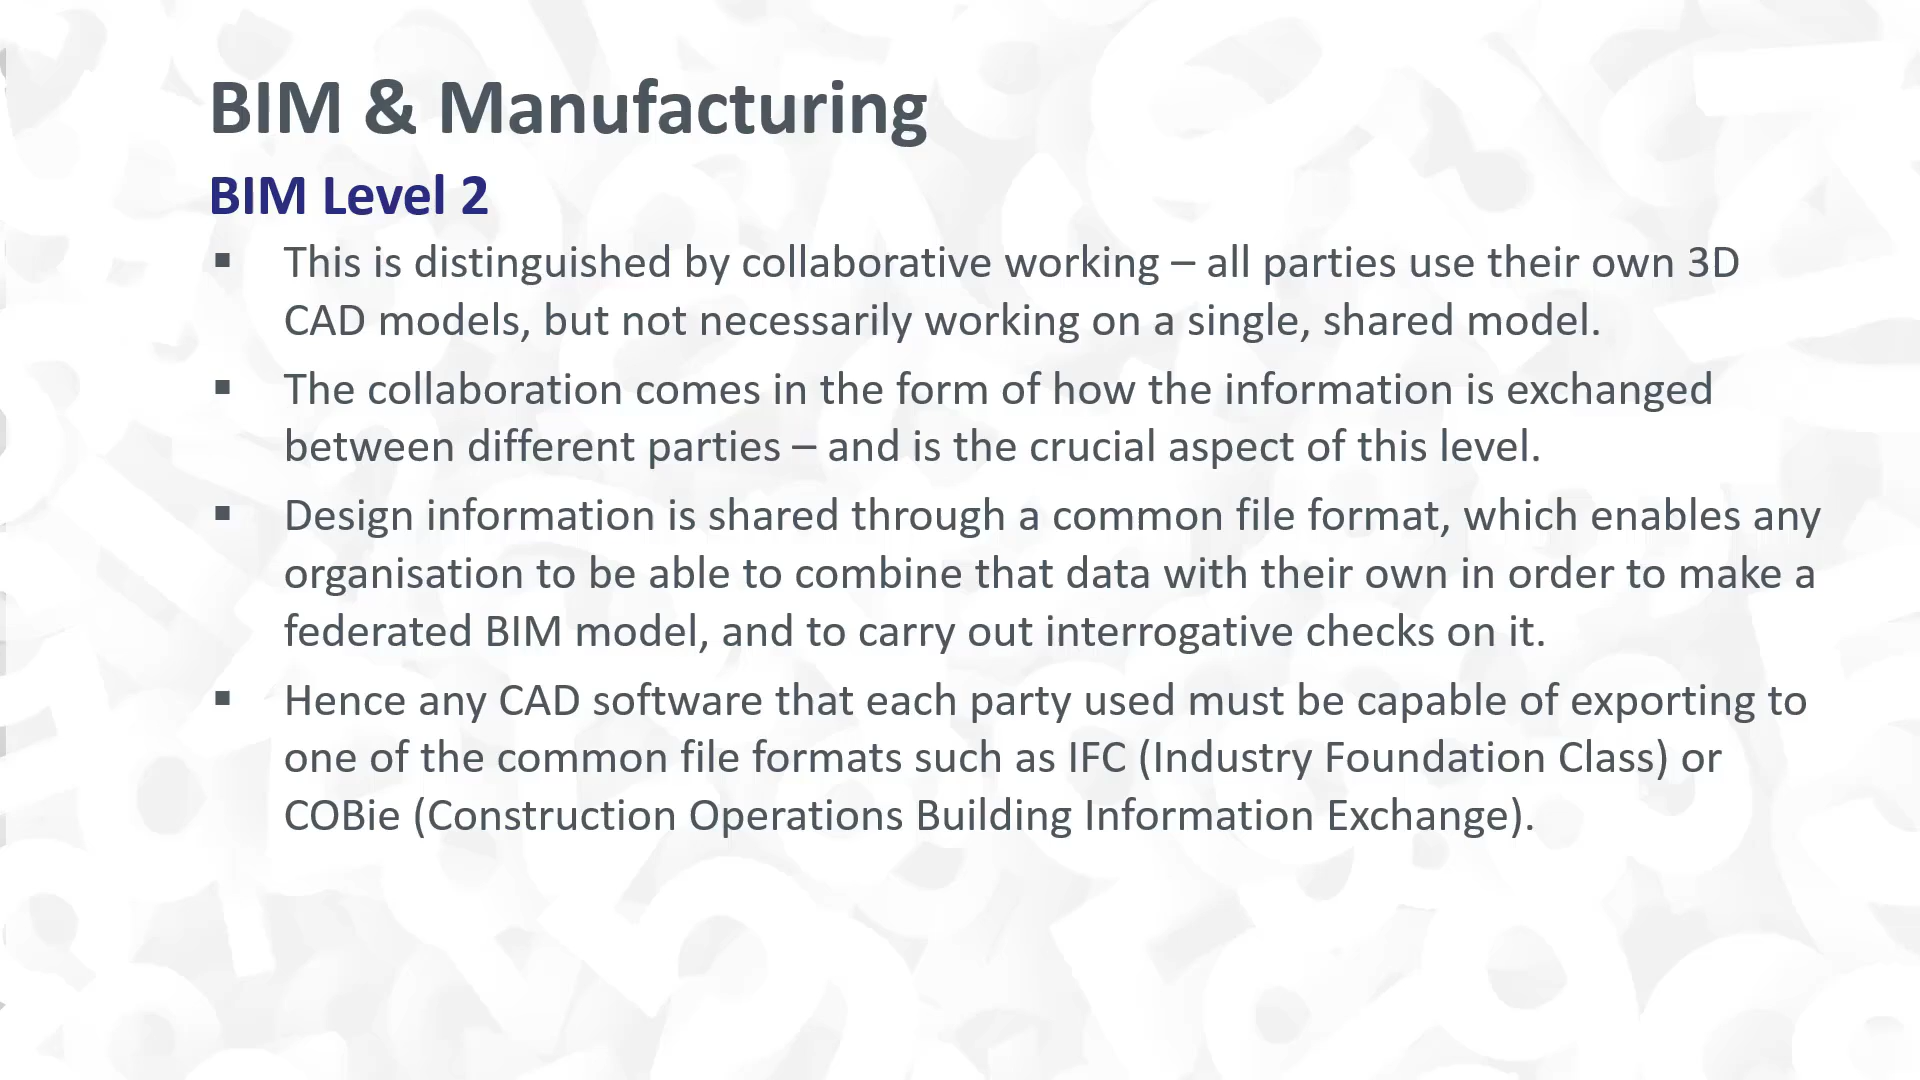 BIM & Manufacturing
BIM Level 2
▪ This is distinguished by collaborative working – all parties use their own 3D
CAD models, but not necessarily working on a single, shared model.
▪ The collaboration comes in the form of how the information is exchanged
between different parties – and is the crucial aspect of this level.
▪ Design information is shared through a common file format, which enables any
organisation to be able to combine that data with their own in order to make a
federated BIM model, and to carry out interrogative checks on it.
▪ Hence any CAD software that each party used must be capable of exporting to
one of the common file formats such as IFC (Industry Foundation Class) or
COBie (Construction Operations Building Information Exchange).